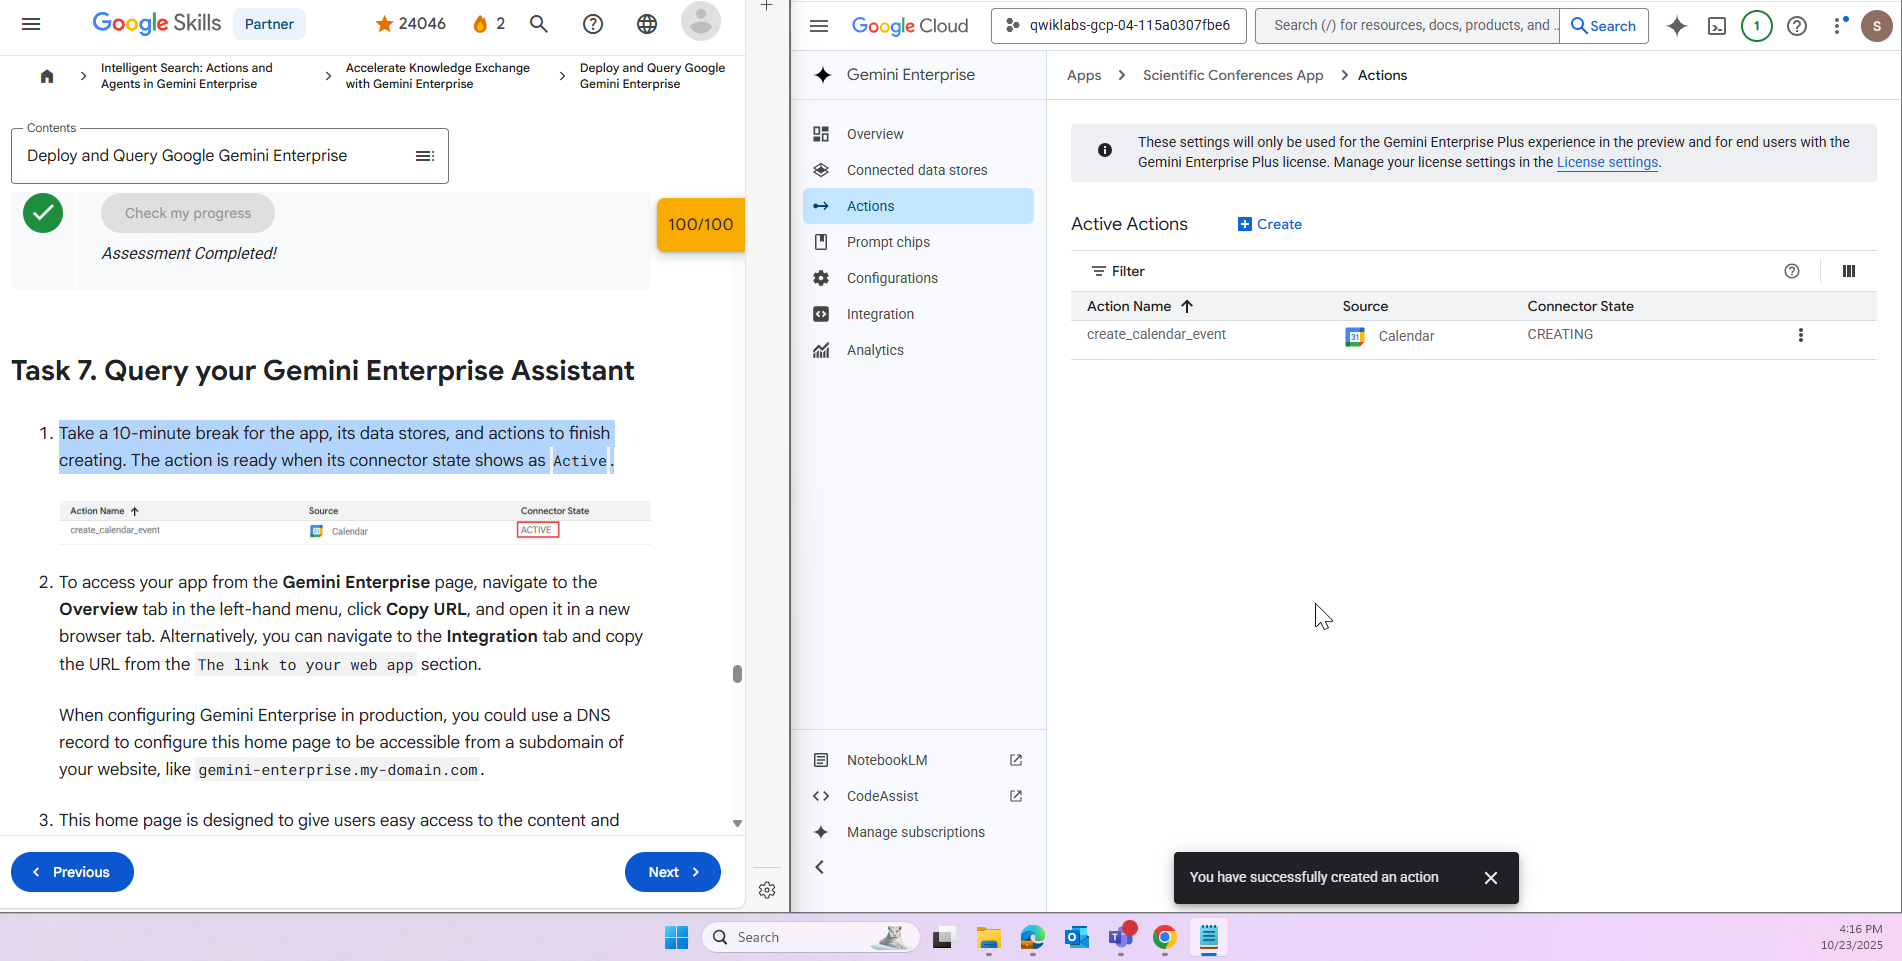 Google Skills
Partner
24046
2
Intelligent Search: Actions and
Agents in Gemini Enterprise
Accelerate Knowledge Exchange
with Gemini Enterprise
Deploy and Query Google
Gemini Enterprise
Contents
Deploy and Query Google Gemini Enterprise
Check my progress
Assessment Completed!
100/100
Task 7. Query your Gemini Enterprise Assistant
1. Take a 10-minute break for the app, its data stores, and actions to finish
creating. The action is ready when its connector state shows as Active.
Action Name Source Connector State
create_calendar_event Calendar ACTIVE
2. To access your app from the Gemini Enterprise page, navigate to the
Overview tab in the left-hand menu, click Copy URL, and open it in a new
browser tab. Alternatively, you can navigate to the Integration tab and copy
the URL from the The link to your web app section.
When configuring Gemini Enterprise in production, you could use a DNS
record to configure this home page to be accessible from a subdomain of
your website, like gemini-enterprise.my-domain.com.
3. This home page is designed to give users easy access to the content and
Previous
Next
Google Cloud
qwiklabs-gcp-04-115a0307fbe6
Search (/) for resources, docs, products, and ..
Search
1
S
Gemini Enterprise
Apps
Scientific Conferences App
Actions
Overview
Connected data stores
Actions
Prompt chips
Configurations
Integration
Analytics
NotebookLM
CodeAssist
Manage subscriptions
These settings will only be used for the Gemini Enterprise Plus experience in the preview and for end users with the
Gemini Enterprise Plus license. Manage your license settings in the License settings.
Active Actions
Create
Filter
Action Name Source Connector State
create_calendar_event 31 Calendar CREATING
You have successfully created an action
Search
4:16 PM
10/23/2025